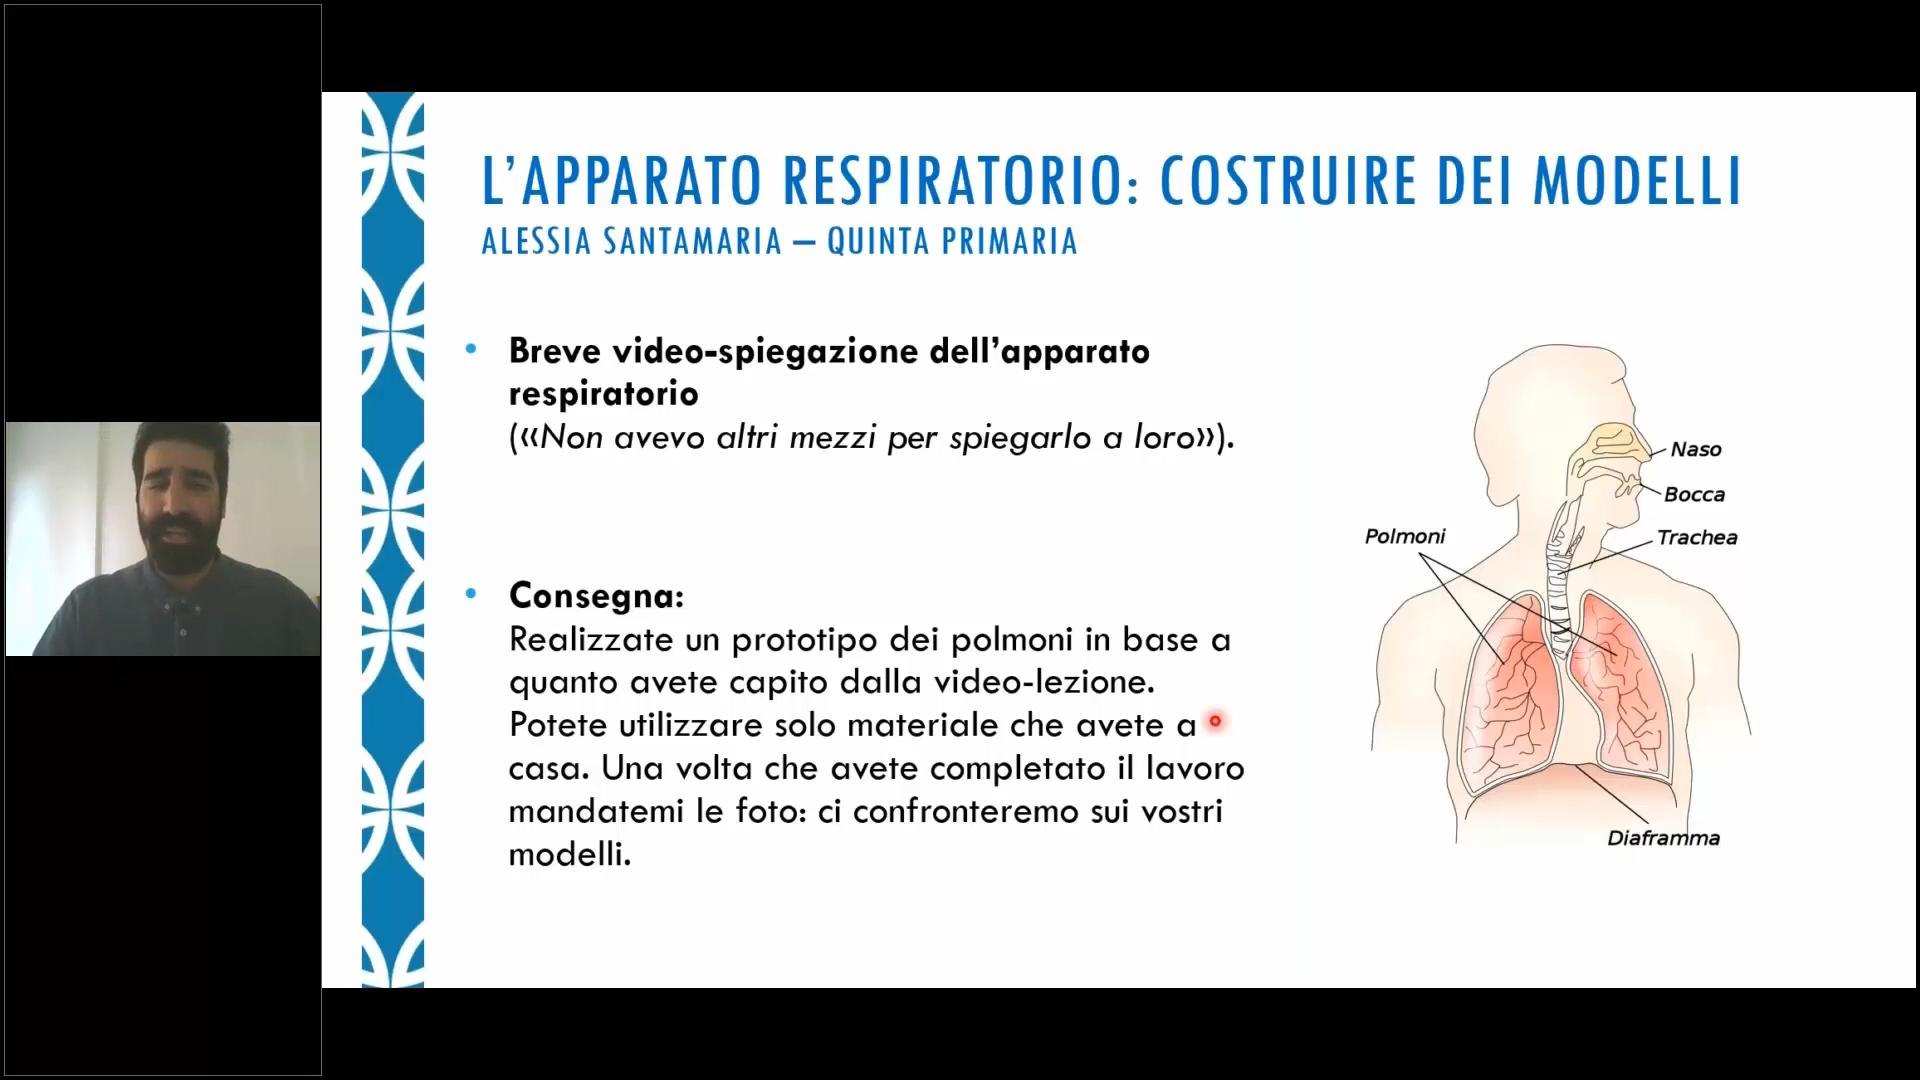 L’APPARATO RESPIRATORIO: COSTRUIRE DEI MODELLI
ALESSIA SANTAMARIA – QUINTA PRIMARIA
• Breve video-spiegazione dell’apparato
respiratorio
(«Non avevo altri mezzi per spiegarlo a loro»).
• Consegna:
Realizzate un prototipo dei polmoni in base a
quanto avete capito dalla video-lezione.
Potete utilizzare solo materiale che avete a
casa. Una volta che avete completato il lavoro
mandatemi le foto: ci confronteremo sui vostri
modelli.
Naso
Bocca
Trachea
Polmoni
Diaframma